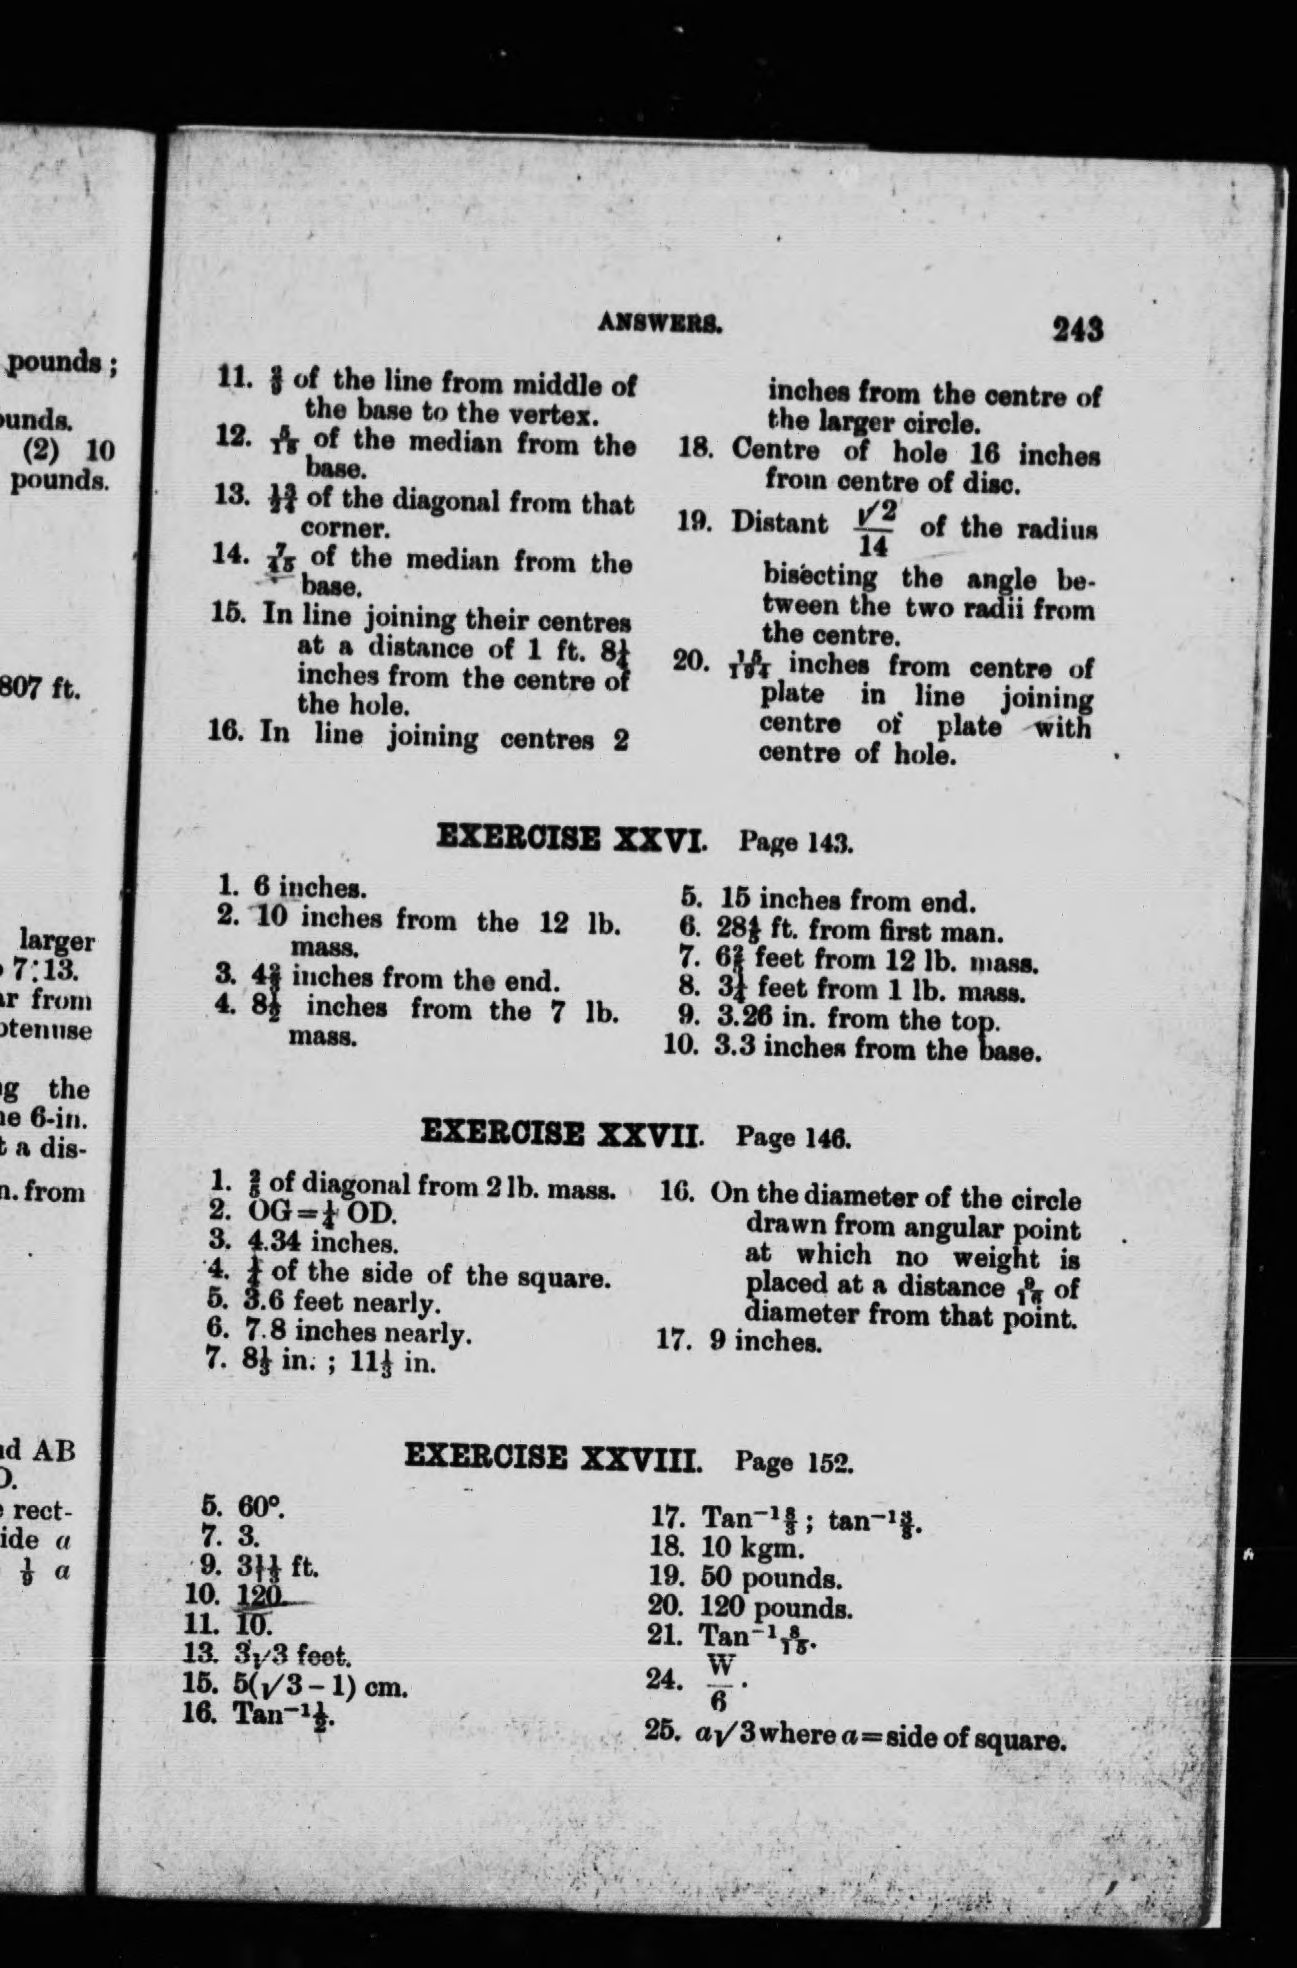 pounds ;
unds.
(2) 10
pounds.
807 ft.
larger
7:13.
from
otenuse
the
6-in.
a dis-
from
AB
rect-
ide a
1/9 a
ANSWERS. 243
11. 2/9 of the line from middle of
the base to the vertex.
12. 5/18 of the median from the
base.
13. 13/24 of the diagonal from that
corner.
14. of the median from the
base.
15. In line joining their centres
at a distance of 1 ft. 8¼
inches from the centre of
the hole.
16. In line joining centres 2
inches from the centre of
the larger circle.
18. Centre of hole 16 inches
from centre of disc.
19. Distant √2/14 of the radius
bisecting the angle be-
tween the two radii from
the centre.
20. inches from centre of
plate in line joining
centre of plate with
centre of hole.
EXERCISE XXVI. Page 143.
1. 6 inches.
2. 10 inches from the 12 lb.
mass.
3. inches from the end.
4. 8½ inches from the 7 lb.
mass.
5. 15 inches from end.
6. 28⅘ ft. from first man.
7. feet from 12 lb. mass.
8. 3¼ feet from 1 lb. mass.
9. 3.26 in. from the top.
10. 3.3 inches from the base.
EXERCISE XXVII. Page 146.
1. of diagonal from 2 lb. mass.
2. OG=¼ OD.
3. 4.34 inches.
4. ¼ of the side of the square.
5. 3.6 feet nearly.
6. 7.8 inches nearly.
7. 8⅓ in. ; 11⅓ in.
16. On the diameter of the circle
drawn from angular point
at which no weight is
placed at a distance 9/16 of
diameter from that point.
17. 9 inches.
EXERCISE XXVIII. Page 152.
5. 60°.
7. 3.
9. 3 11/13 ft.
10. 120.
11. 10.
13. 3√3 feet.
15. 5(√3 – 1) cm.
16. Tan⁻¹½.
17. Tan⁻¹8/3 ; tan⁻¹3/8.
18. 10 kgm.
19. 50 pounds.
20. 120 pounds.
21. Tan⁻¹8/15.
24. W/6.
25. a√3 where a=side of square.